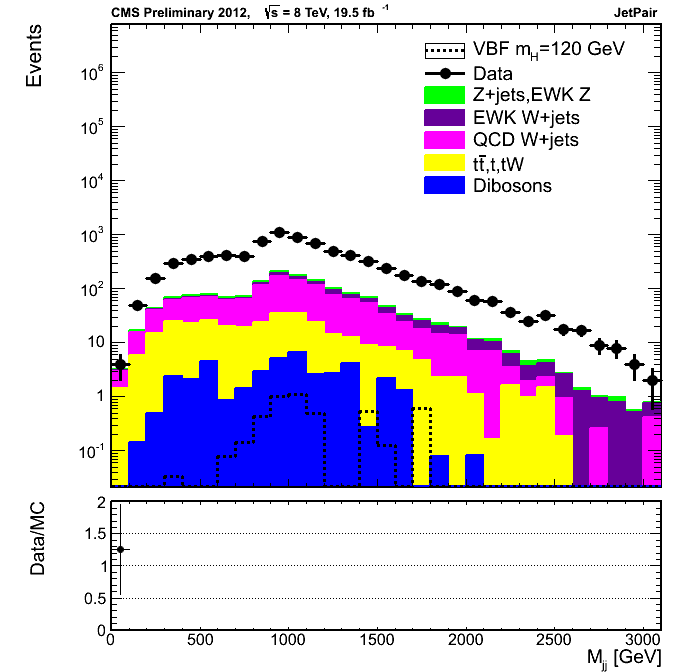 CMS Preliminary 2012, √s = 8 TeV, 19.5 fb⁻¹ JetPair
Events
VBF m_H=120 GeV
Data
Z+jets,EWK Z
EWK W+jets
QCD W+jets
tt̄,t,tW
Dibosons
10⁶
10⁵
10⁴
10³
10²
10
1
10⁻¹
Data/MC
2
1.5
1
0.5
0
0 500 1000 1500 2000 2500 3000
M_jj [GeV]